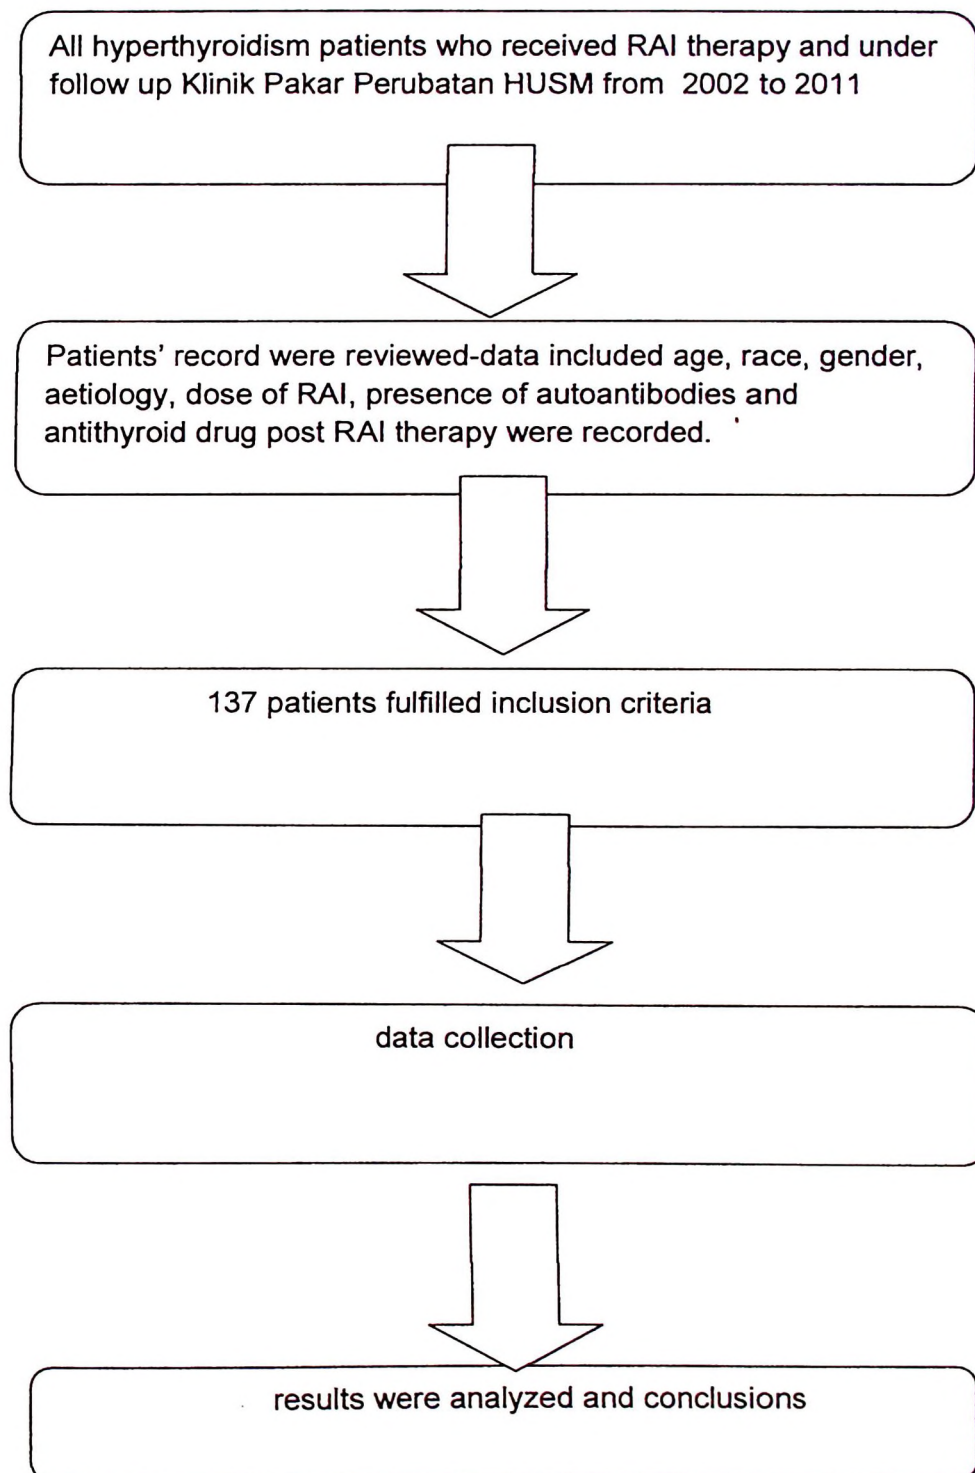 All hyperthyroidism patients who received RAI therapy and under
follow up Klinik Pakar Perubatan HUSM from 2002 to 2011
Patients' record were reviewed-data included age, race, gender,
aetiology, dose of RAI, presence of autoantibodies and
antithyroid drug post RAI therapy were recorded.
137 patients fulfilled inclusion criteria
data collection
results were analyzed and conclusions